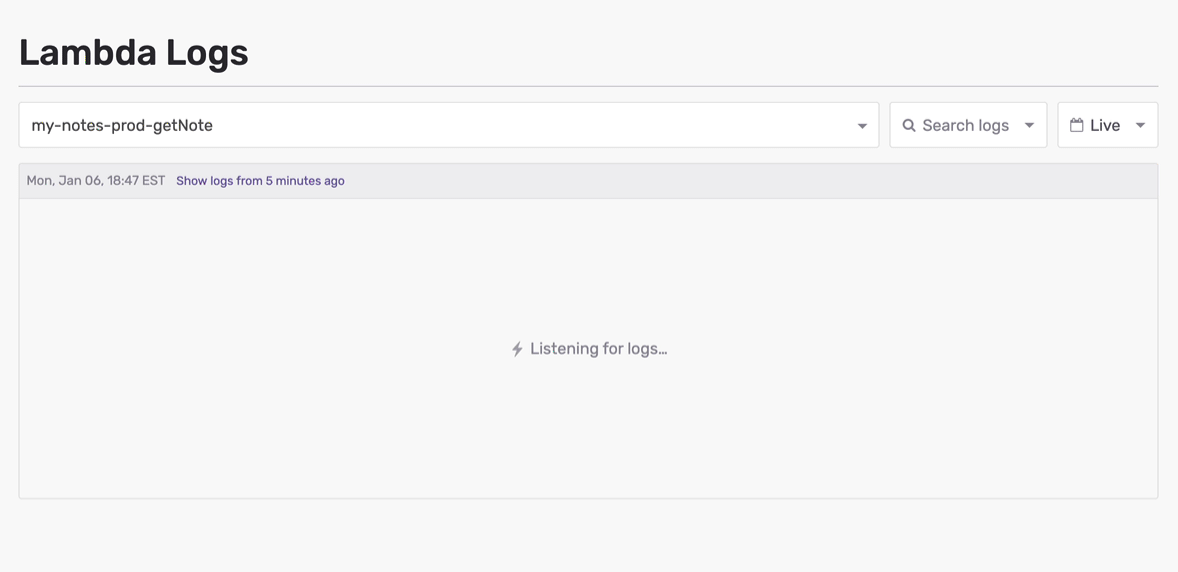 Lambda Logs
my-notes-prod-getNote
Search logs
Live
Mon, Jan 06, 18:47 EST Show logs from 5 minutes ago
Listening for logs...